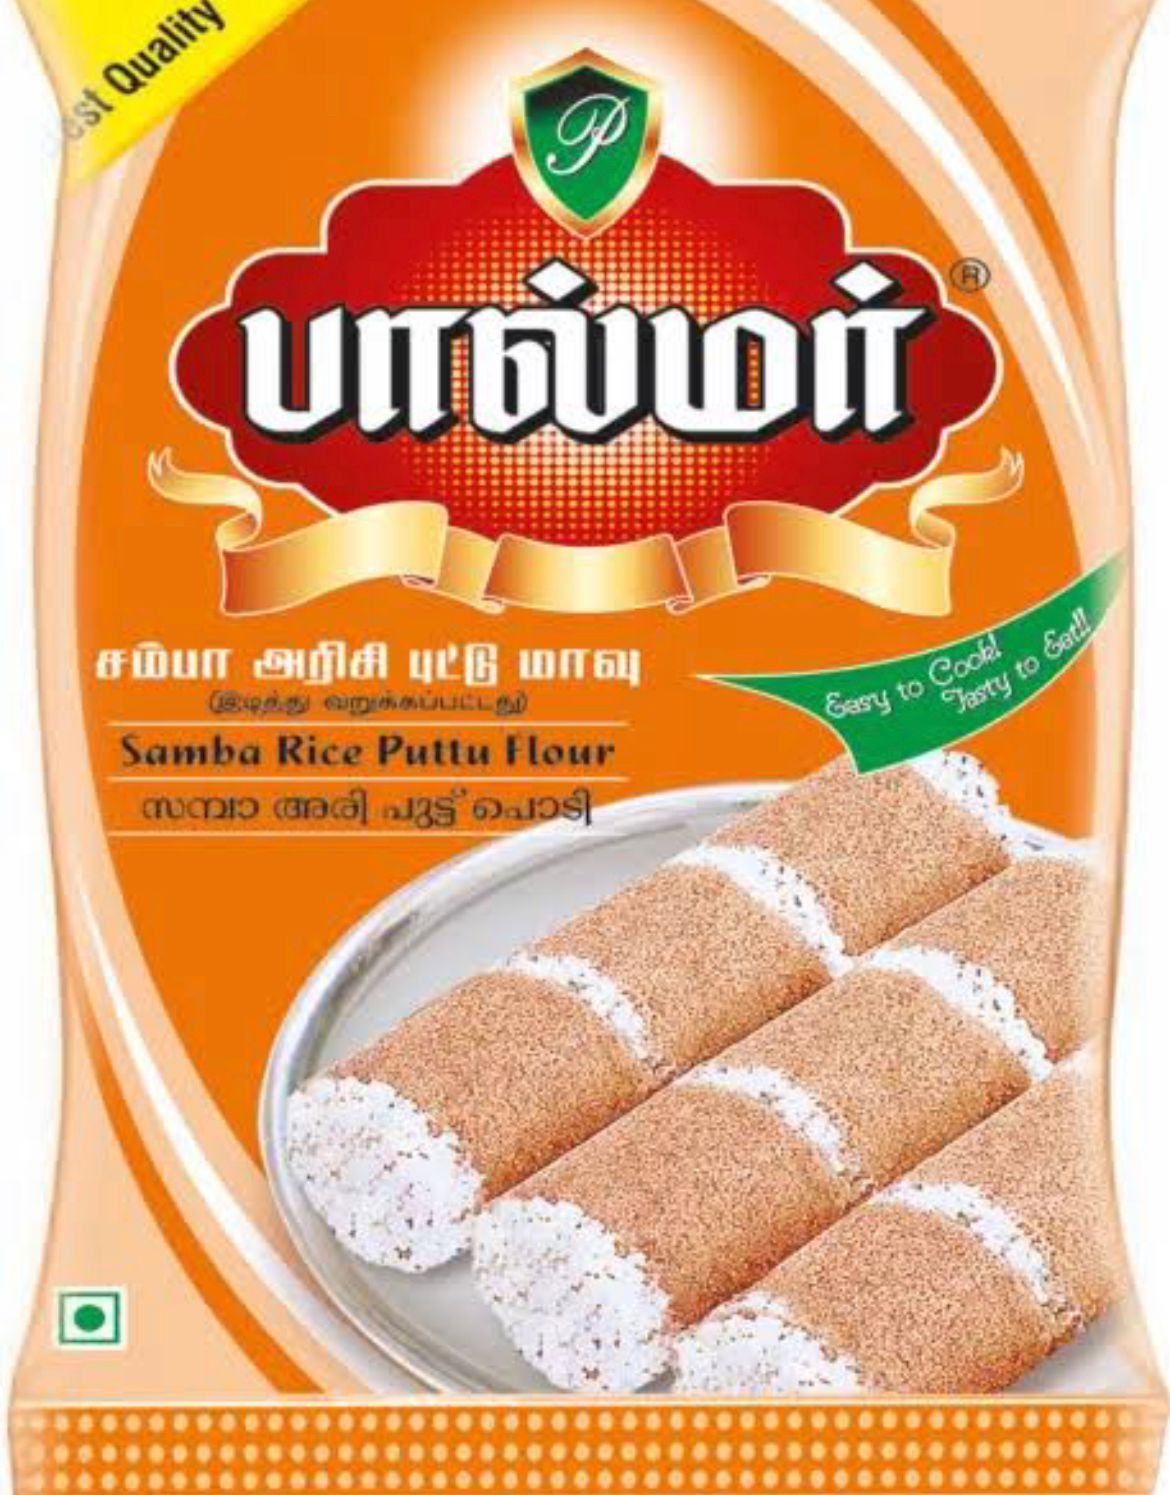 Best Quality
P
பால்மர்
®
சம்பா அரிசி புட்டு மாவு
(இடித்து வறுக்கப்பட்டது)
Samba Rice Puttu Flour
സമ്പാ അരി പുട്ട് പൊടി
Easy to Cook!
Tasty to Eat!!